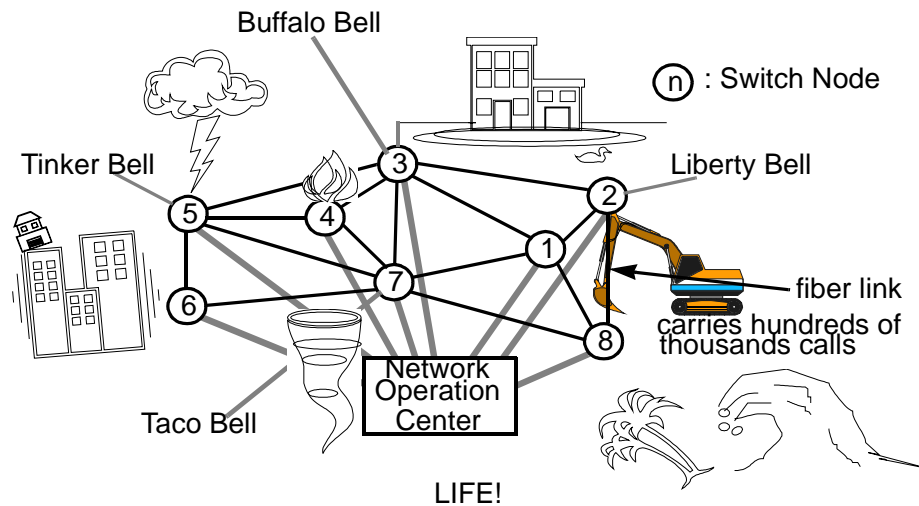 Buffalo Bell
n : Switch Node
Tinker Bell
3
Liberty Bell
2
5
4
1
7
6
fiber link
carries hundreds of
thousands calls
8
Network
Operation
Center
Taco Bell
LIFE!